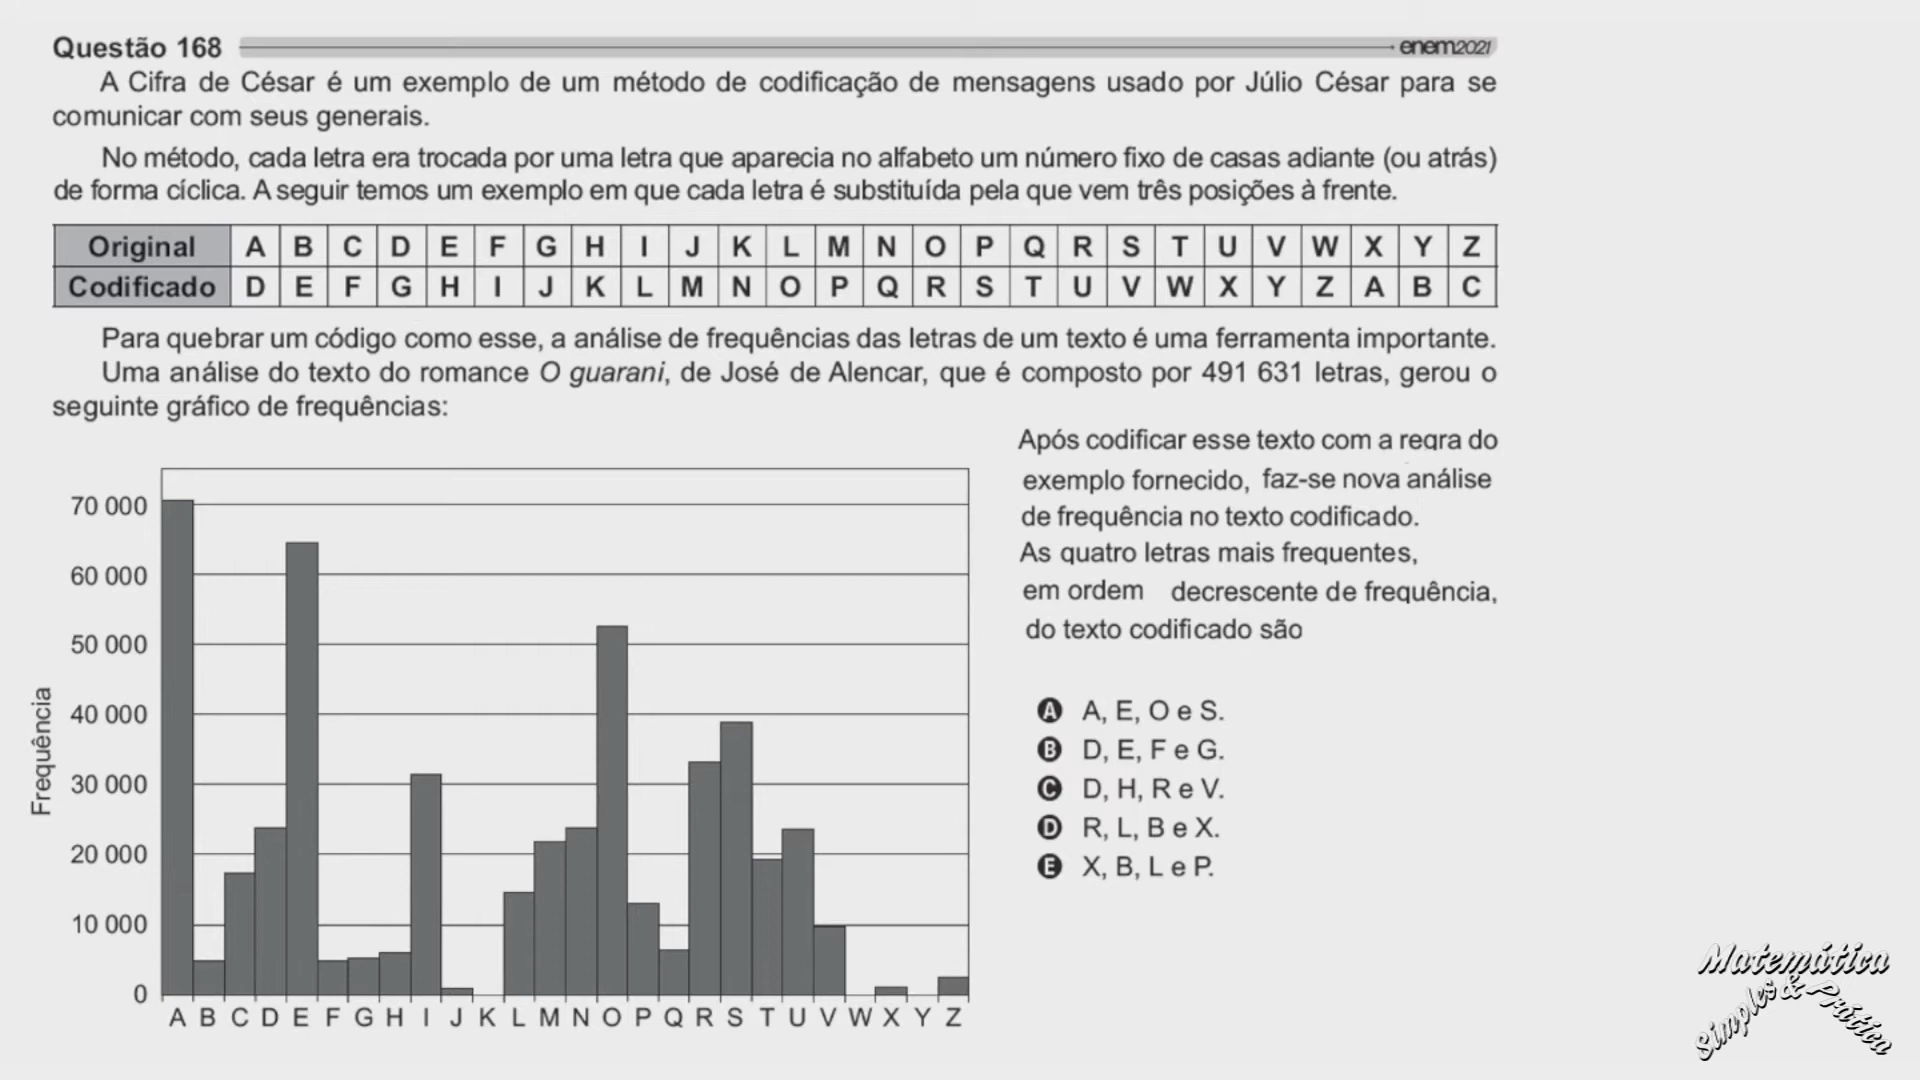 Questão 168
enem2021
A Cifra de César é um exemplo de um método de codificação de mensagens usado por Júlio César para se
comunicar com seus generais.
No método, cada letra era trocada por uma letra que aparecia no alfabeto um número fixo de casas adiante (ou atrás)
de forma cíclica. A seguir temos um exemplo em que cada letra é substituída pela que vem três posições à frente.
Original A B C D E F G H I J K L M N O P Q R S T U V W X Y Z
Codificado D E F G H I J K L M N O P Q R S T U V W X Y Z A B C
Para quebrar um código como esse, a análise de frequências das letras de um texto é uma ferramenta importante.
Uma análise do texto do romance O guarani, de José de Alencar, que é composto por 491 631 letras, gerou o
seguinte gráfico de frequências:
Frequência
70 000
60 000
50 000
40 000
30 000
20 000
10 000
0
A B C D E F G H I J K L M N O P Q R S T U V W X Y Z
Após codificar esse texto com a regra do
exemplo fornecido, faz-se nova análise
de frequência no texto codificado.
As quatro letras mais frequentes,
em ordem decrescente de frequência,
do texto codificado são
A A, E, O e S.
B D, E, F e G.
C D, H, R e V.
D R, L, B e X.
E X, B, L e P.
Matemática
Simples & Prática